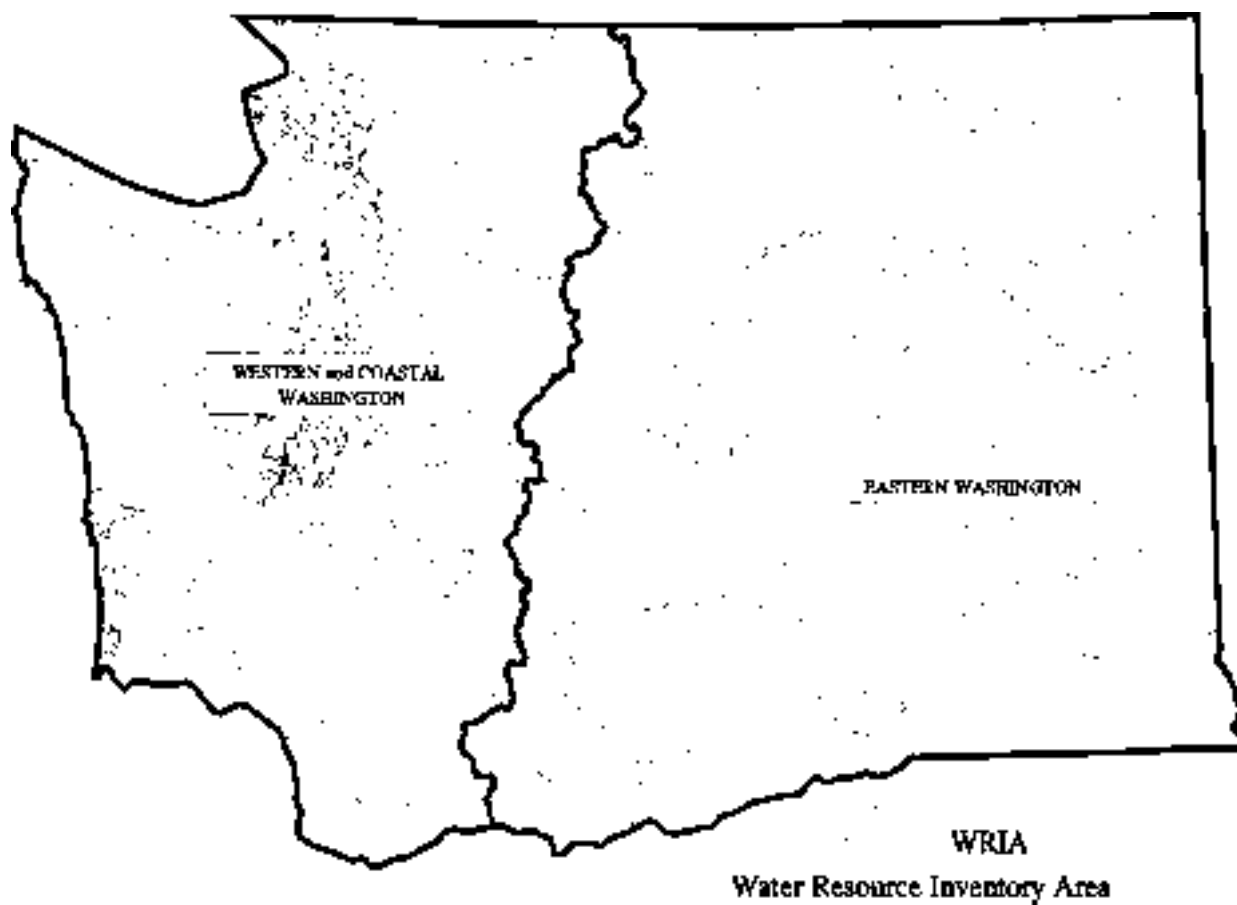 WESTERN and COASTAL
WASHINGTON
EASTERN WASHINGTON
WRIA
Water Resource Inventory Area